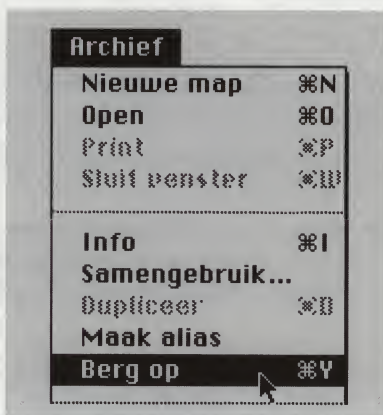 Archief
Nieuwe map ⌘N
Open ⌘O
Print ⌘P
Sluit venster ⌘W
Info ⌘I
Samengebruik...
Dupliceer ⌘D
Maak alias
Berg op ⌘Y